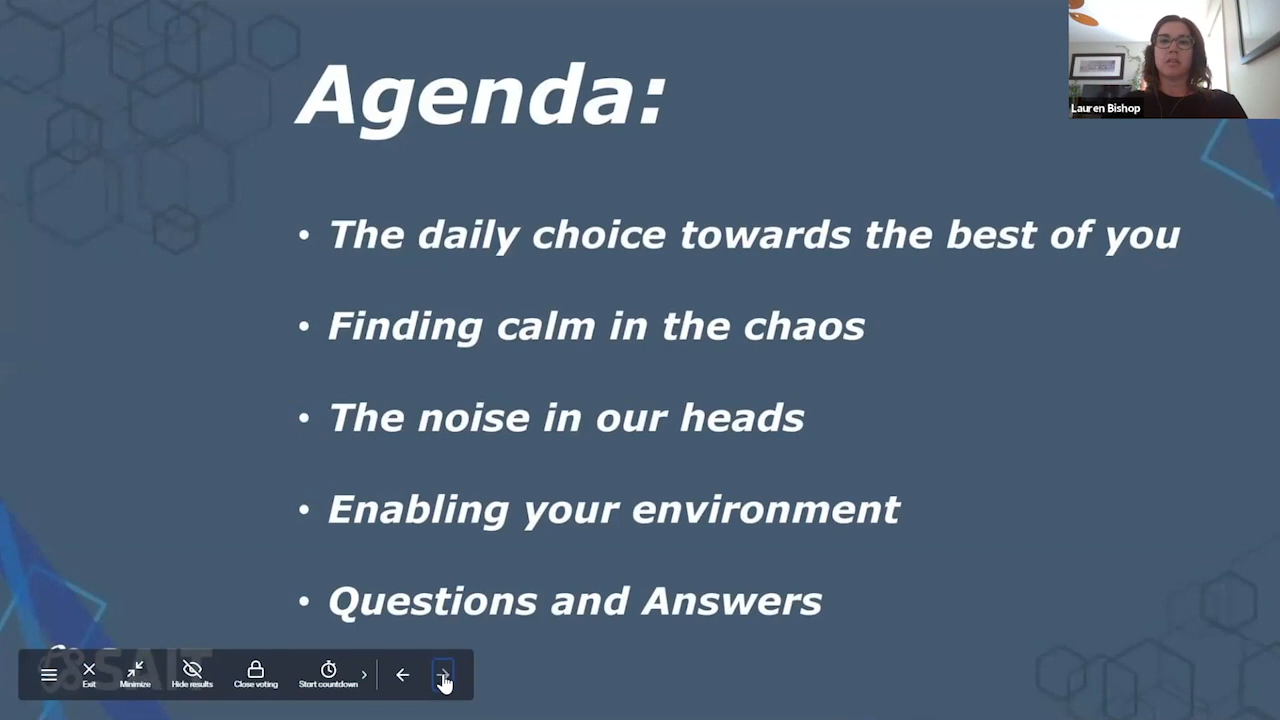 Agenda:
Lauren Bishop
• The daily choice towards the best of you
• Finding calm in the chaos
• The noise in our heads
• Enabling your environment
• Questions and Answers
SAIT
Exit
Minimize
Hide results
Close voting
Start countdown